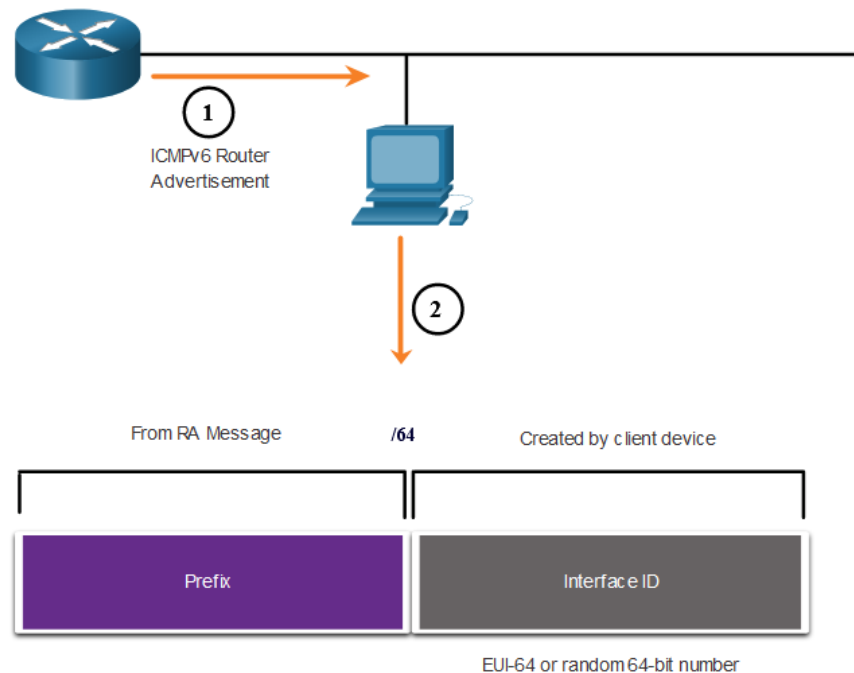 1
ICMPv6 Router
Advertisement
2
From RA Message
/64
Created by client device
Prefix
Interface ID
EUI-64 or random 64-bit number